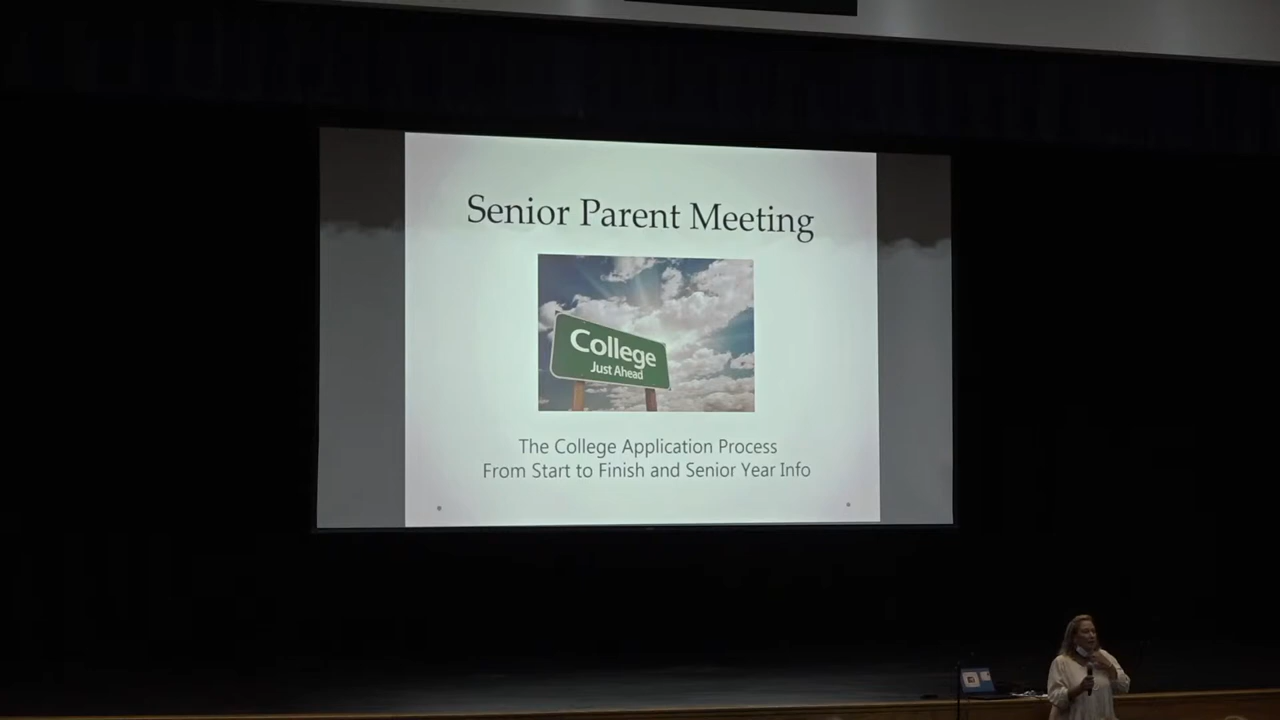 Senior Parent Meeting
College
Just Ahead
The College Application Process
From Start to Finish and Senior Year Info